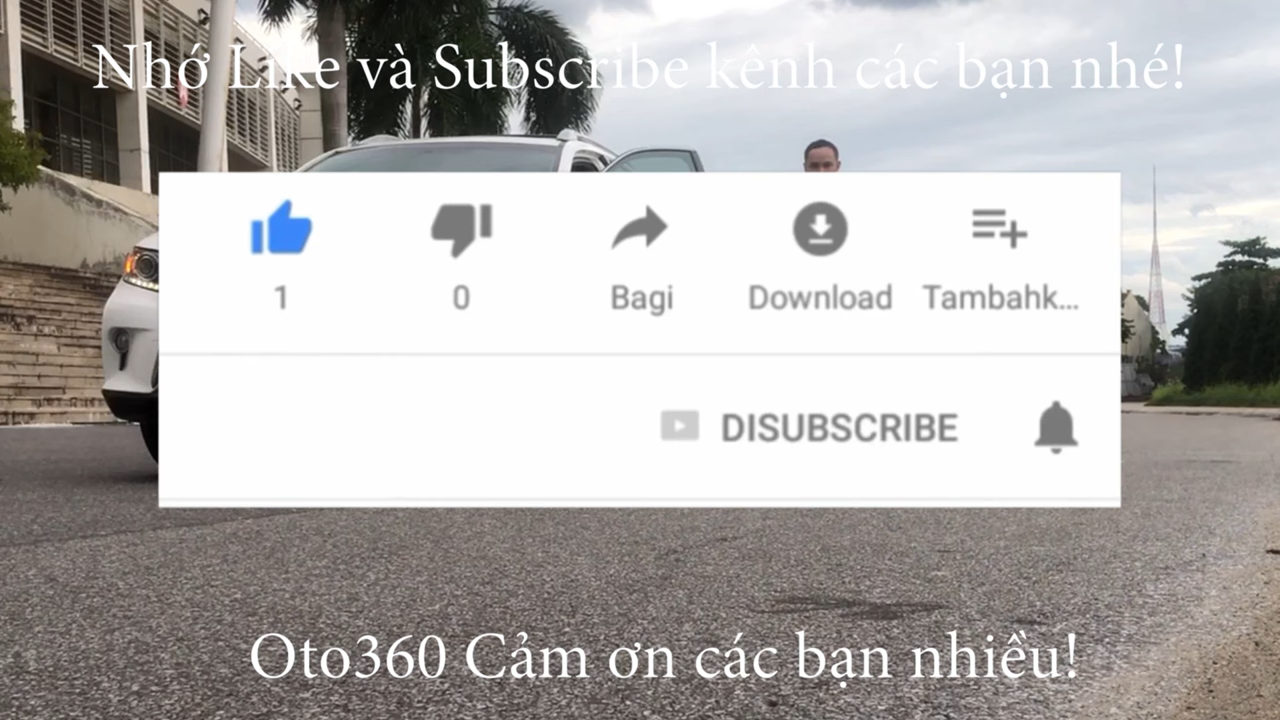 Nhớ Like và Subscribe kênh các bạn nhé!
1 0 Bagi Download Tambahk...
DISUBSCRIBE
Oto360 Cảm ơn các bạn nhiều!